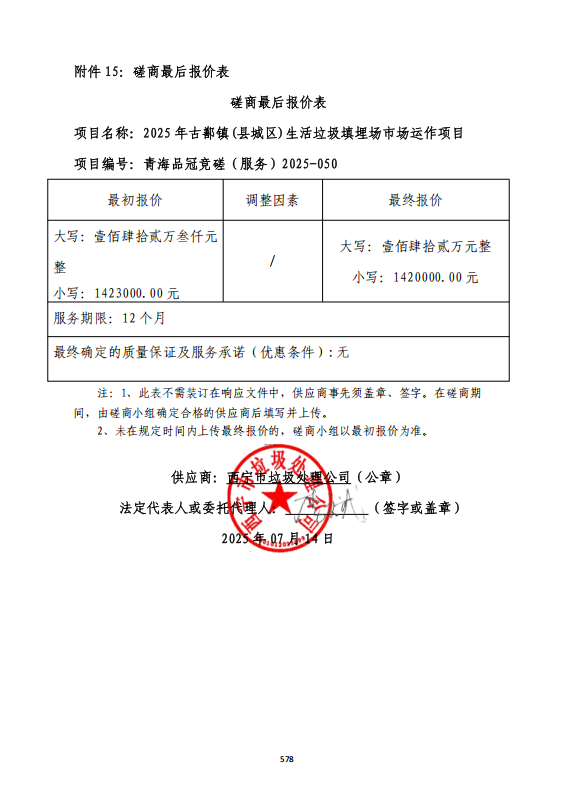 附件 15：磋商最后报价表
磋商最后报价表
项目名称：2025 年古鄯镇(县城区)生活垃圾填埋场市场运作项目
项目编号：青海品冠竞磋（服务）2025-050
最初报价
调整因素
最终报价
大写：壹佰肆拾贰万叁仟元
整
小写：1423000.00 元
/
大写：壹佰肆拾贰万元整
小写：1420000.00 元
服务期限：12 个月
最终确定的质量保证及服务承诺（优惠条件）：无
注：1、此表不需装订在响应文件中，供应商事先须盖章、签字。在磋商期
间，由磋商小组确定合格的供应商后填写并上传。
2、未在规定时间内上传最终报价的，磋商小组以最初报价为准。
供应商：西宁市垃圾处理公司（公章）
法定代表人或委托代理人：（签字或盖章）
2025 年 07 月 14 日
西宁市垃圾处理公司
578